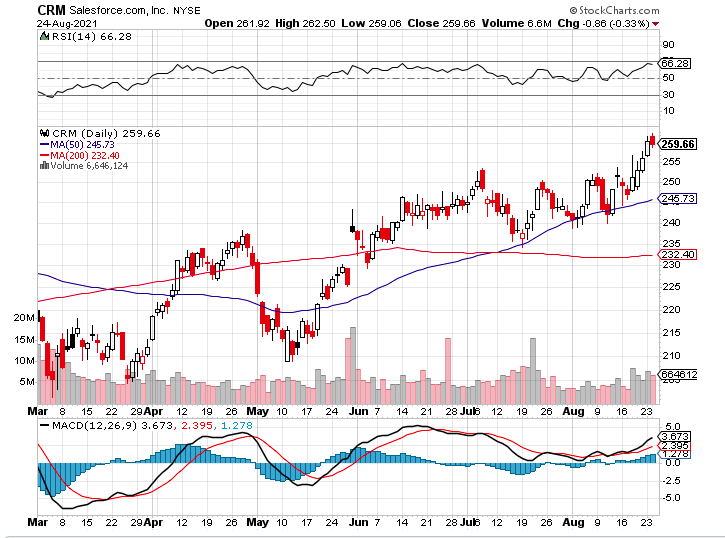 CRM Salesforce.com, Inc. NYSE
© StockCharts.com
24-Aug-2021
Open 261.92 High 262.50 Low 259.06 Close 259.66 Volume 6.6M Chg -0.86 (-0.33%)
RSI(14) 66.28
90
66.28
50
30
10
CRM (Daily) 259.66
MA(50) 245.73
MA(200) 232.40
Volume 6,646,124
259.66
255
250
245.73
240
235
232.40
230
225
220
215
210
205
20M
15M
10M
5M
664612
Mar 8 15 22 Apr 12 19 26 May 10 17 24 Jun 7 14 21 28 Jul 6 12 19 26 Aug 9 16 23
MACD(12,26,9) 3.673, 2.395, 1.278
5.0
3.673
2.395
1.278
0.0
-2.5
-5.0
Mar 8 15 22 Apr 12 19 26 May 10 17 24 Jun 7 14 21 28 Jul 6 12 19 26 Aug 9 16 23